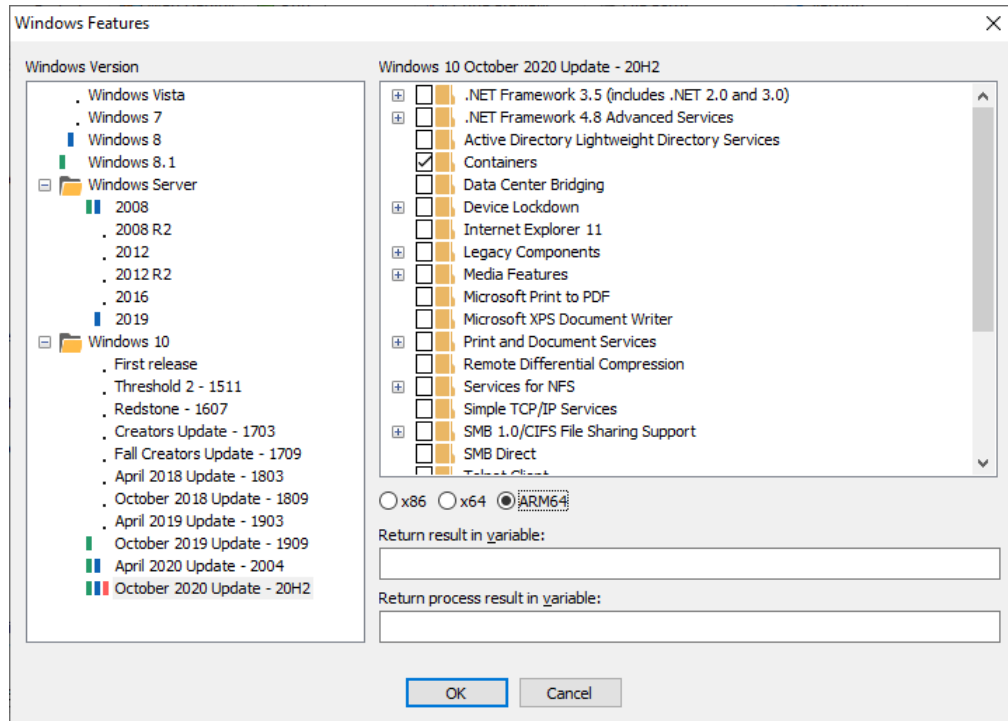 Windows Features
Windows Version
Windows Vista
Windows 7
Windows 8
Windows 8.1
Windows Server
2008
2008 R2
2012
2012 R2
2016
2019
Windows 10
First release
Threshold 2 - 1511
Redstone - 1607
Creators Update - 1703
Fall Creators Update - 1709
April 2018 Update - 1803
October 2018 Update - 1809
April 2019 Update - 1903
October 2019 Update - 1909
April 2020 Update - 2004
October 2020 Update - 20H2
Windows 10 October 2020 Update - 20H2
.NET Framework 3.5 (includes .NET 2.0 and 3.0)
.NET Framework 4.8 Advanced Services
Active Directory Lightweight Directory Services
Containers
Data Center Bridging
Device Lockdown
Internet Explorer 11
Legacy Components
Media Features
Microsoft Print to PDF
Microsoft XPS Document Writer
Print and Document Services
Remote Differential Compression
Services for NFS
Simple TCP/IP Services
SMB 1.0/CIFS File Sharing Support
SMB Direct
Telnet Client
x86 x64 ARM64
Return result in variable:
Return process result in variable:
OK Cancel